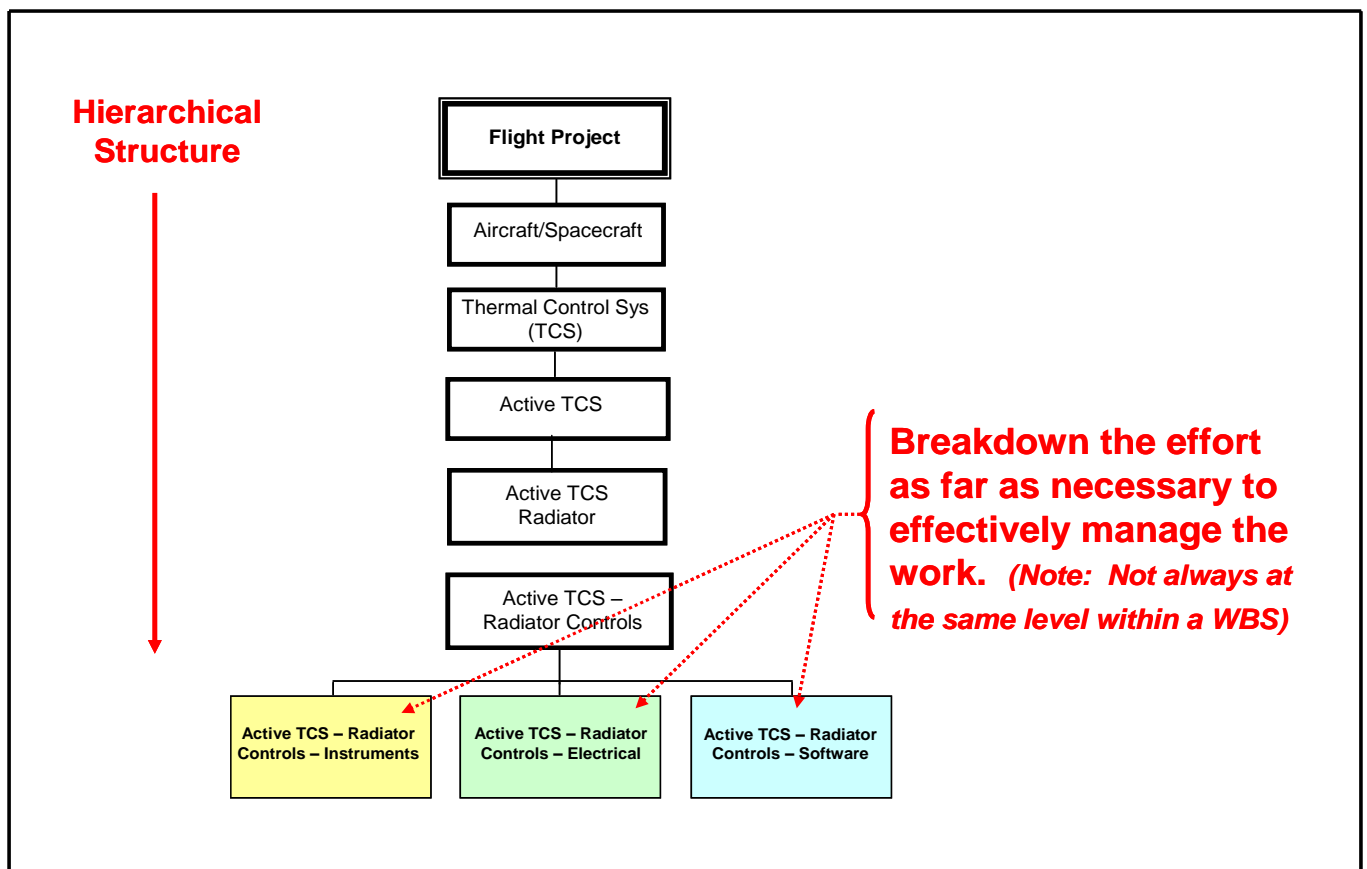 Hierarchical
Structure
Flight Project
Aircraft/Spacecraft
Thermal Control Sys
(TCS)
Active TCS
Active TCS
Radiator
Active TCS –
Radiator Controls
Breakdown the effort
as far as necessary to
effectively manage the
work. (Note: Not always at
the same level within a WBS)
Active TCS – Radiator
Controls – Instruments
Active TCS – Radiator
Controls – Electrical
Active TCS – Radiator
Controls – Software